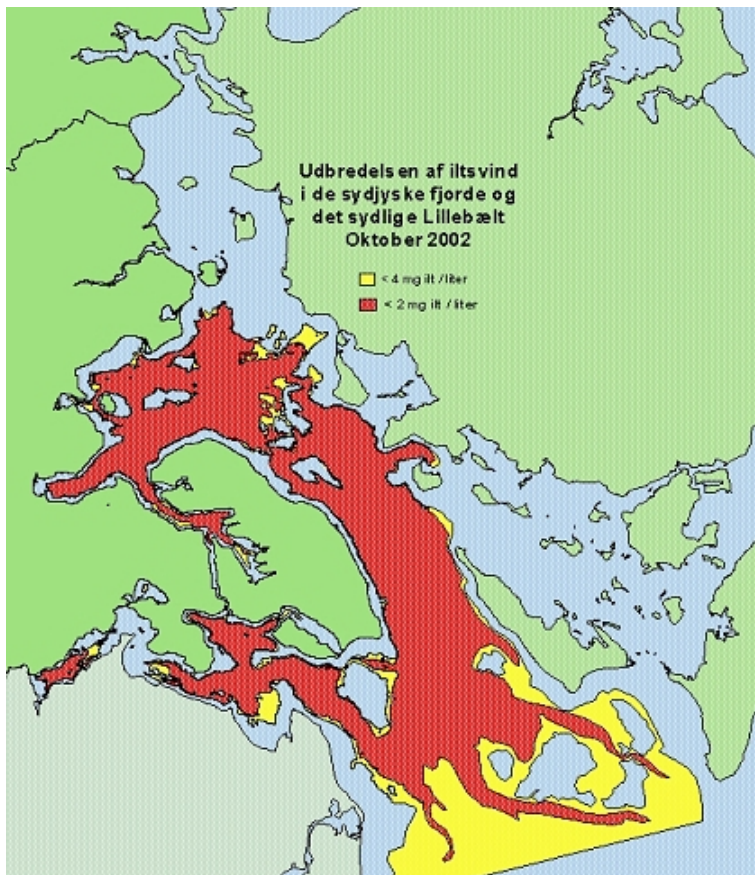 Udbredelsen af iltsvind
i de sydjyske fjorde og
det sydlige Lillebælt
Oktober 2002
< 4 mg ilt / liter
< 2 mg ilt / liter